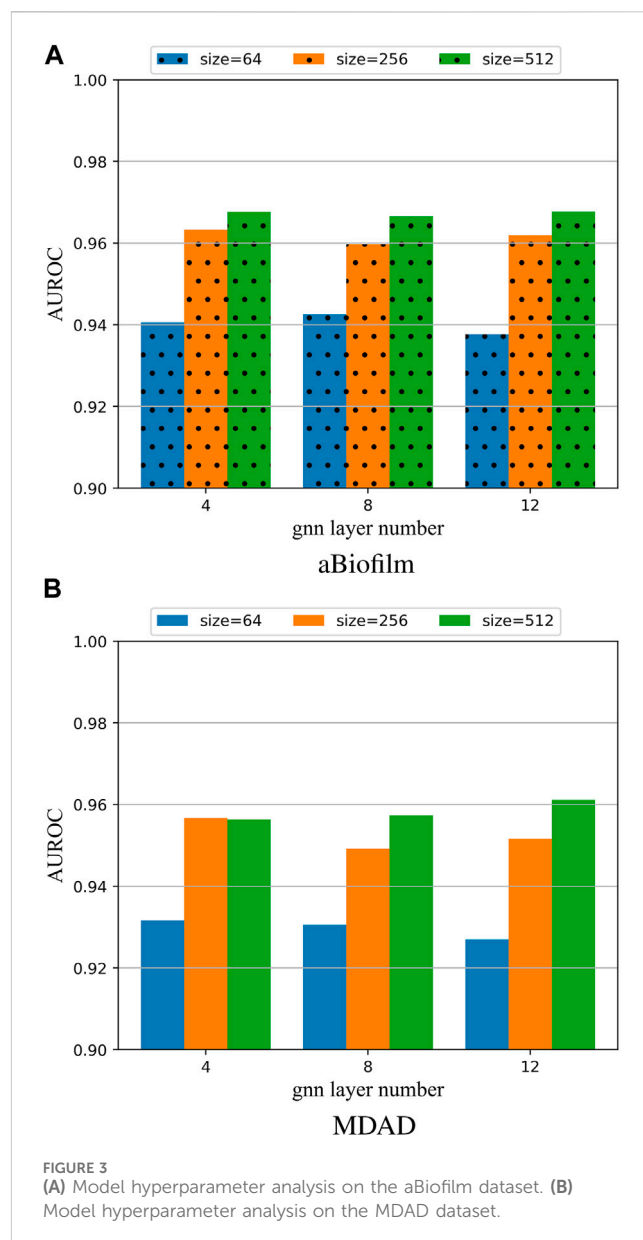 A
size=64 size=256 size=512
1.00
0.98
0.96
0.94
0.92
0.90
AUROC
4 8 12
gnn layer number
aBiofilm
B
size=64 size=256 size=512
1.00
0.98
0.96
0.94
0.92
0.90
AUROC
4 8 12
gnn layer number
MDAD
FIGURE 3
(A) Model hyperparameter analysis on the aBiofilm dataset. (B)
Model hyperparameter analysis on the MDAD dataset.